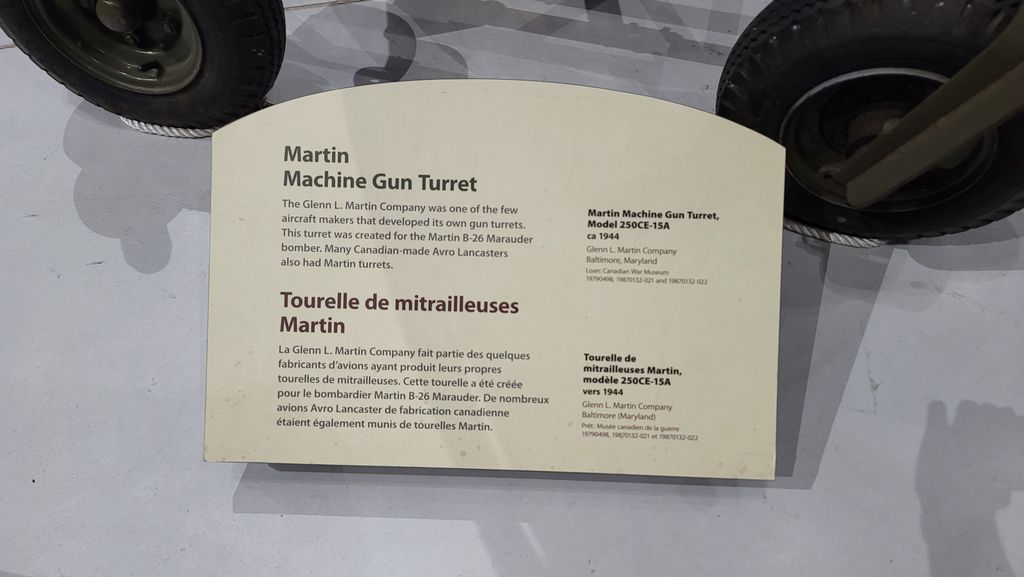 Martin
Machine Gun Turret
The Glenn L. Martin Company was one of the few
aircraft makers that developed its own gun turrets.
This turret was created for the Martin B-26 Marauder
bomber. Many Canadian-made Avro Lancasters
also had Martin turrets.
Martin Machine Gun Turret,
Model 250CE-15A
ca 1944
Glenn L. Martin Company
Baltimore, Maryland
Loan: Canadian War Museum
19790498, 19870132-021 and 19870132-022
Tourelle de mitrailleuses
Martin
La Glenn L. Martin Company fait partie des quelques
fabricants d'avions ayant produit leurs propres
tourelles de mitrailleuses. Cette tourelle a été créée
pour le bombardier Martin B-26 Marauder. De nombreux
avions Avro Lancaster de fabrication canadienne
étaient également munis de tourelles Martin.
Tourelle de
mitrailleuses Martin,
modèle 250CE-15A
vers 1944
Glenn L. Martin Company
Baltimore (Maryland)
Prêt : Musée canadien de la guerre
19790498, 19870132-021 et 19870132-022